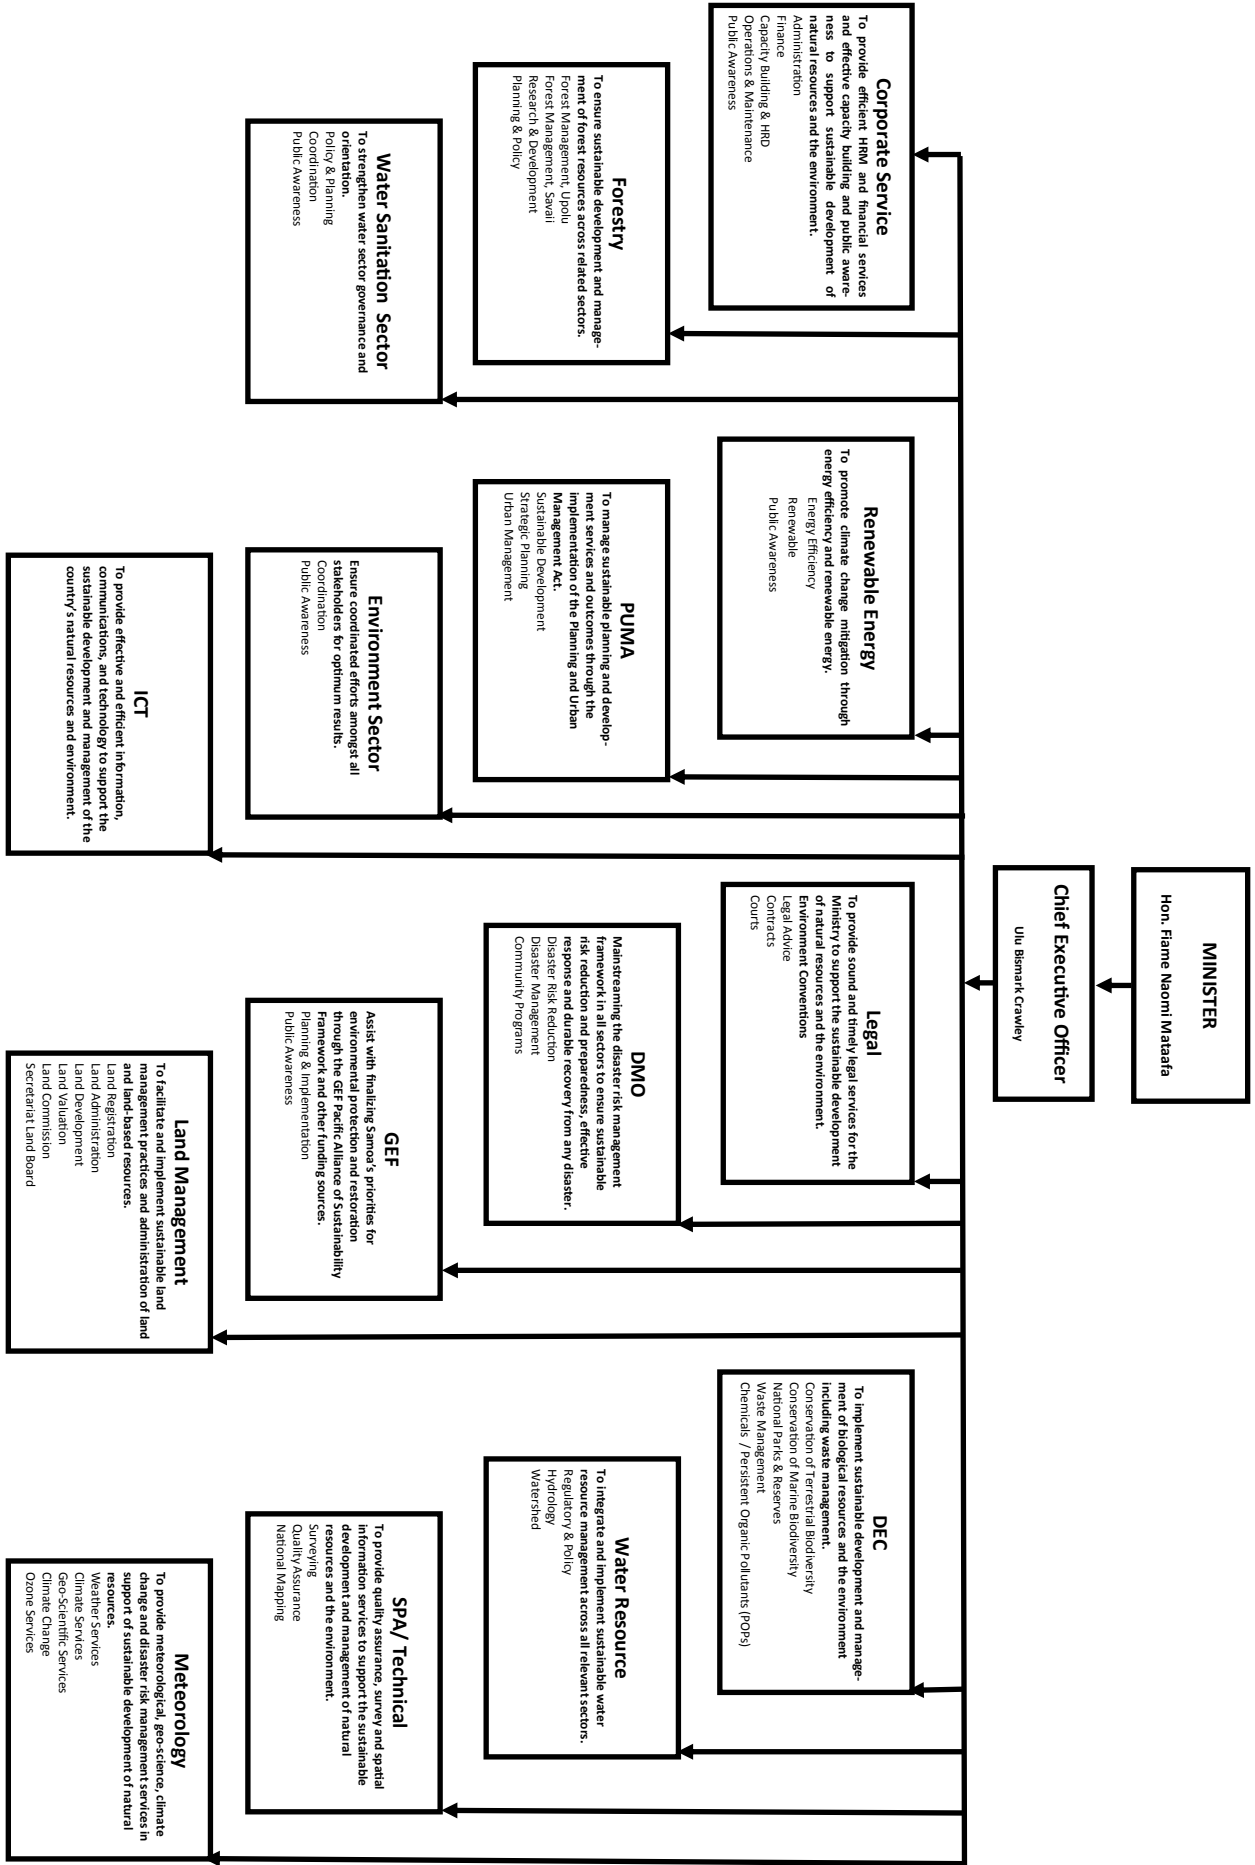 MINISTER
Hon. Fiame Naomi Mataafa
Chief Executive Officer
Ulu Bismark Crawley
Corporate Service
To provide efficient HRM and financial services
and effective capacity building and public aware-
ness to support sustainable development of
natural resources and the environment.
Administration
Finance
Capacity Building & HRD
Operations & Maintenance
Public Awareness
Renewable Energy
To promote climate change mitigation through
energy efficiency and renewable energy.
Energy Efficiency
Renewable
Public Awareness
Legal
To provide sound and timely legal services for the
Ministry to support the sustainable development
of natural resources and the environment.
Environment Conventions
Legal Advice
Contracts
Courts
DEC
To implement sustainable development and manage-
ment of biological resources and the environment
including waste management.
Conservation of Terrestrial Biodiversity
Conservation of Marine Biodiversity
National Parks & Reserves
Waste Management
Chemicals / Persistent Organic Pollutants (POPs)
Forestry
To ensure sustainable development and manage-
ment of forest resources across related sectors.
Forest Management, Upolu
Forest Management, Savaii
Research & Development
Planning & Policy
PUMA
To manage sustainable planning and develop-
ment services and outcomes through the
implementation of the Planning and Urban
Management Act.
Sustainable Development
Strategic Planning
Urban Management
DMO
Mainstreaming the disaster risk management
framework in all sectors to ensure sustainable
risk reduction and preparedness, effective
response and durable recovery from any disaster.
Disaster Risk Reduction
Disaster Management
Community Programs
Water Resource
To integrate and implement sustainable water
resource management across all relevant sectors.
Regulatory & Policy
Hydrology
Watershed
Water Sanitation Sector
To strengthen water sector governance and
orientation.
Policy & Planning
Coordination
Public Awareness
Environment Sector
Ensure coordinated efforts amongst all
stakeholders for optimum results.
Coordination
Public Awareness
GEF
Assist with finalizing Samoa's priorities for
environmental protection and restoration
through the GEF Pacific Alliance of Sustainability
Framework and other funding sources.
Planning & Implementation
Public Awareness
SPA/ Technical
To provide quality assurance, survey and spatial
information services to support the sustainable
development and management of natural
resources and the environment.
Surveying
Quality Assurance
National Mapping
ICT
To provide effective and efficient information,
communications, and technology to support the
sustainable development and management of the
country's natural resources and environment.
Land Management
To facilitate and implement sustainable land
management practices and administration of land
and land-based resources.
Land Registration
Land Administration
Land Development
Land Valuation
Land Commission
Secretariat Land Board
Meteorology
To provide meteorological, geo-science, climate
change and disaster risk management services in
support of sustainable development of natural
resources.
Weather Services
Climate Services
Geo-Scientific Services
Climate Change
Ozone Services